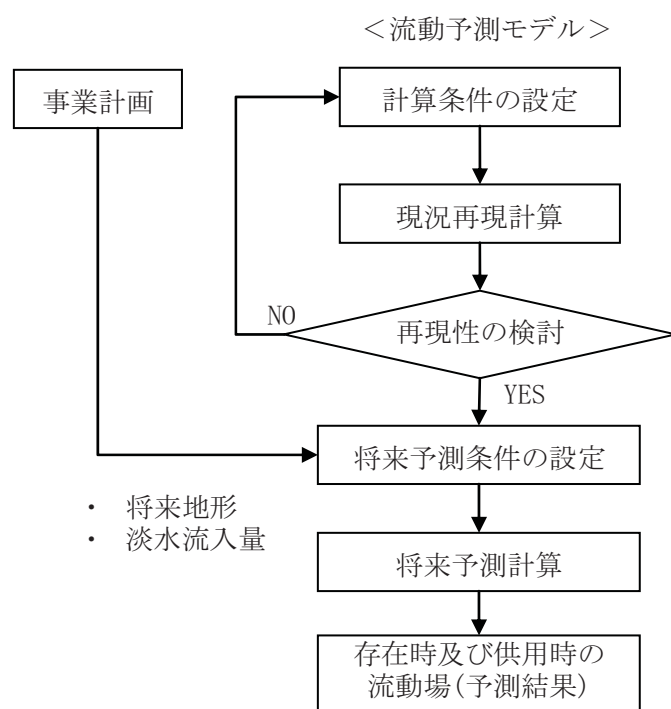 ＜流動予測モデル＞
事業計画
計算条件の設定
現況再現計算
NO
再現性の検討
YES
将来予測条件の設定
・ 将来地形
・ 淡水流入量
将来予測計算
存在時及び供用時の
流動場(予測結果)